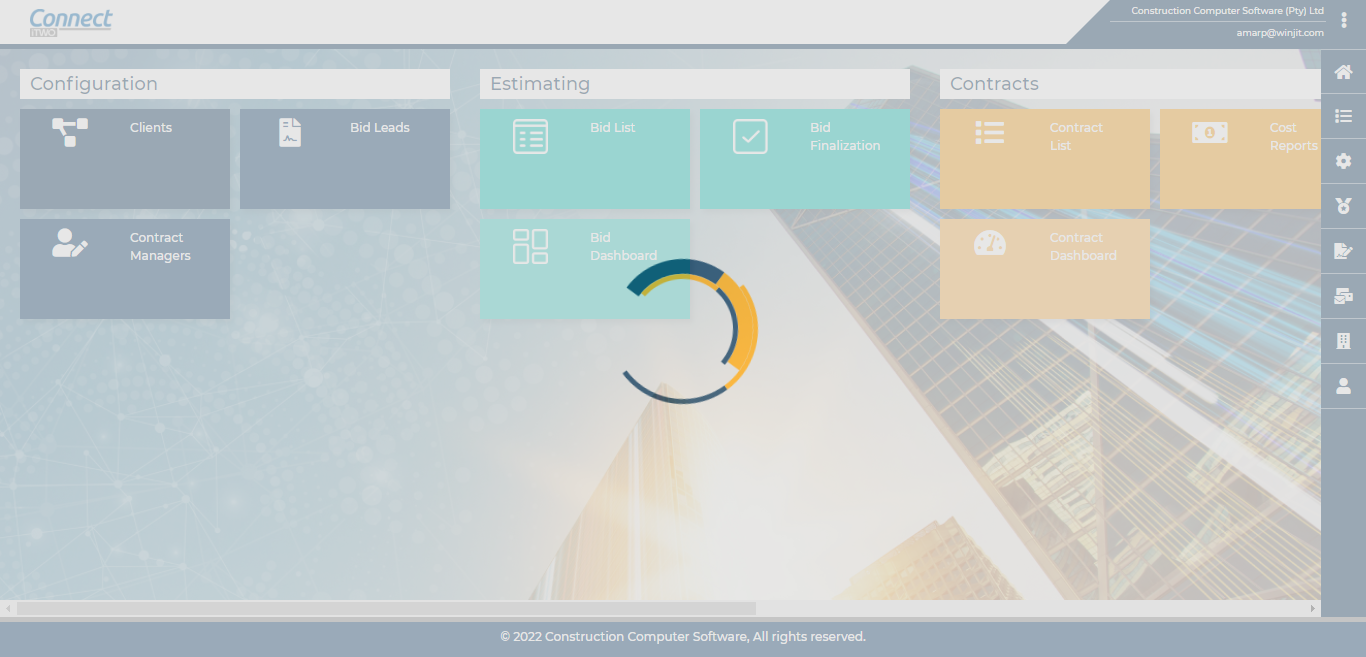 Connect
iTWO
Construction Computer Software (Pty) Ltd
amarp@winjit.com
Configuration
Estimating
Contracts
Clients
Bid Leads
Bid List
Bid
Finalization
Contract
List
Cost
Reports
Contract
Managers
Bid
Dashboard
Contract
Dashboard
© 2022 Construction Computer Software, All rights reserved.